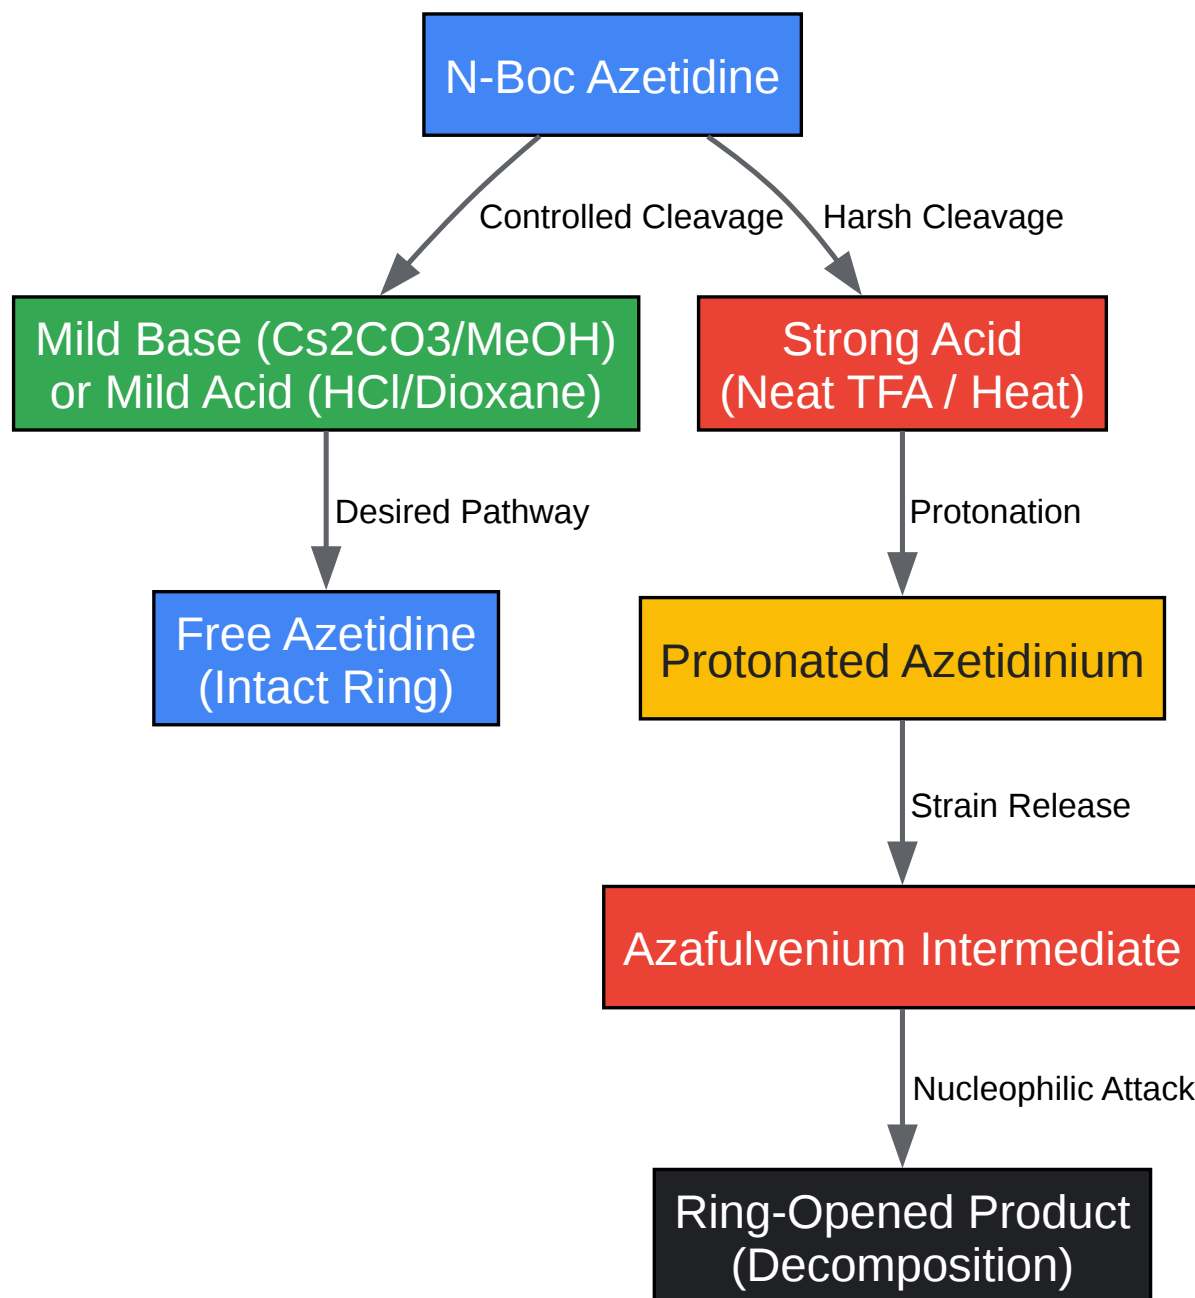 N-Boc Azetidine
Controlled Cleavage
Harsh Cleavage
Mild Base (Cs2CO3/MeOH)
or Mild Acid (HCl/Dioxane)
Strong Acid
(Neat TFA / Heat)
Desired Pathway
Protonation
Free Azetidine
(Intact Ring)
Protonated Azetidinium
Strain Release
Azafulvenium Intermediate
Nucleophilic Attack
Ring-Opened Product
(Decomposition)